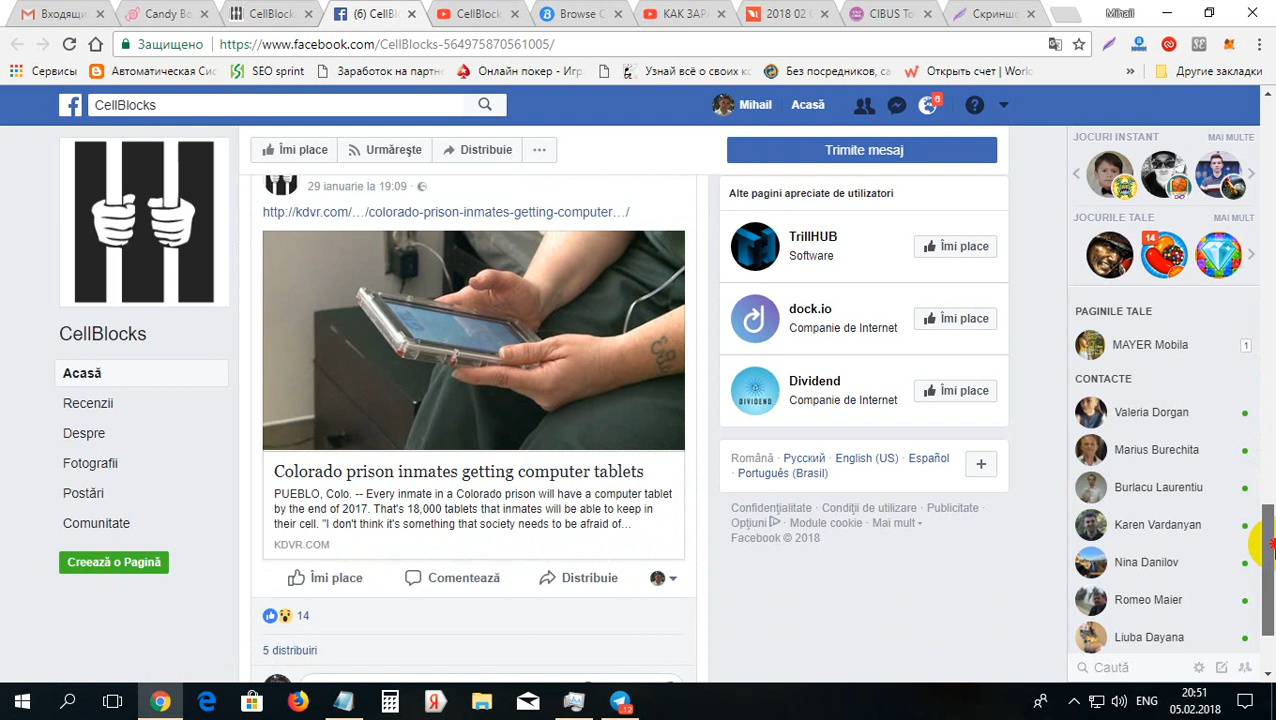 Входящи
Candy Bo
CellBlock
(6) CellBl
CellBlock
Browse C
КАК ЗАР
2018 02
CIBUS To
Скриншо
Mihail
Защищено
https://www.facebook.com/CellBlocks-564975870561005/
Сервисы
Автоматическая Сис
SEO sprint
Заработок на партн
Онлайн покер - Игр
Узнай всё о своих ко
Без посредников, са
Открыть счет | Worl
»
Другие закладки
CellBlocks
Mihail
Acasă
6
Îmi place
Urmăreşte
Distribuie
Trimite mesaj
CellBlocks
Acasă
Recenzii
Despre
Fotografii
Postări
Comunitate
Creează o Pagină
29 ianuarie la 19:09
http://kdvr.com/…/colorado-prison-inmates-getting-computer…/
Colorado prison inmates getting computer tablets
PUEBLO, Colo. -- Every inmate in a Colorado prison will have a computer tablet
by the end of 2017. That's 18,000 tablets that inmates will be able to keep in
their cell. "I don't think it's something that society needs to be afraid of…
KDVR.COM
Îmi place
Comentează
Distribuie
14
5 distribuiri
Alte pagini apreciate de utilizatori
TrillHUB
Software
Îmi place
dock.io
Companie de Internet
Îmi place
DIVIDEND
Dividend
Companie de Internet
Îmi place
Română · Русский · English (US) · Español
· Português (Brasil)
Confidenţialitate · Condiţii de utilizare · Publicitate ·
Opţiuni · Module cookie · Mai mult
Facebook © 2018
JOCURI INSTANT
MAI MULTE
JOCURILE TALE
MAI MULT
14
PAGINILE TALE
MAYER Mobila
1
CONTACTE
Valeria Dorgan
Marius Burechita
Burlacu Laurentiu
Karen Vardanyan
Nina Danilov
Romeo Maier
Liuba Dayana
Caută
12
ENG
20:51
05.02.2018